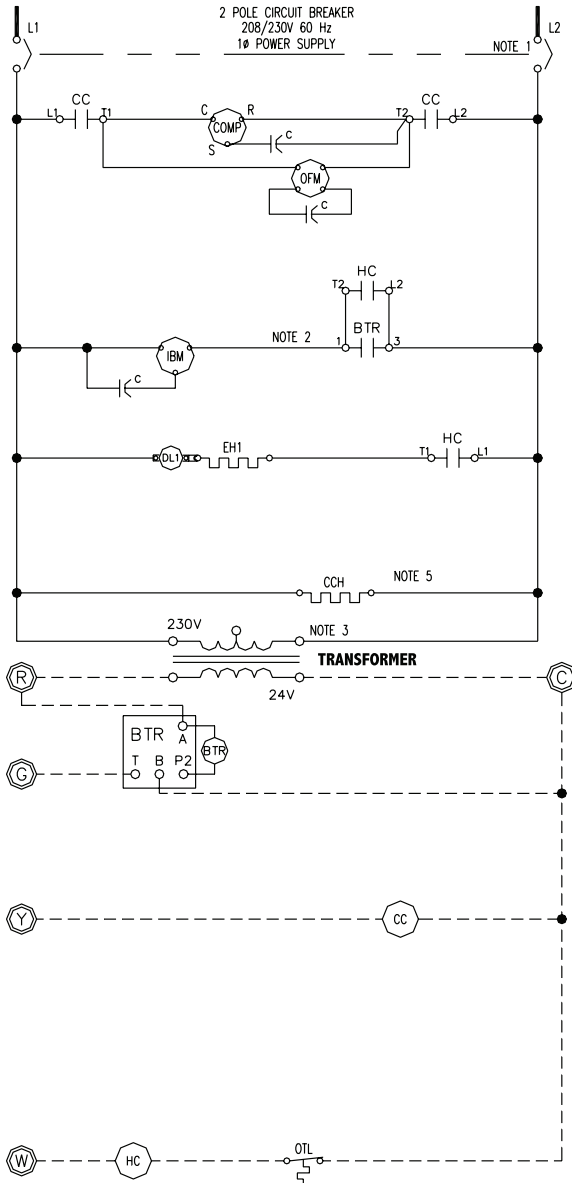 2 POLE CIRCUIT BREAKER
L1 208/230V 60 Hz L2
1ø POWER SUPPLY NOTE 1
CC CC
L1 T1 C R T2 L2
COMP
S C
OFM
C
HC
T2 L2
BTR
NOTE 2 1 3
IBM
C
EH1 HC
DL1 T1 L1
CCH NOTE 5
230V NOTE 3
TRANSFORMER
R C
24V
BTR A BTR
T B P2
G
Y CC
OTL
W HC